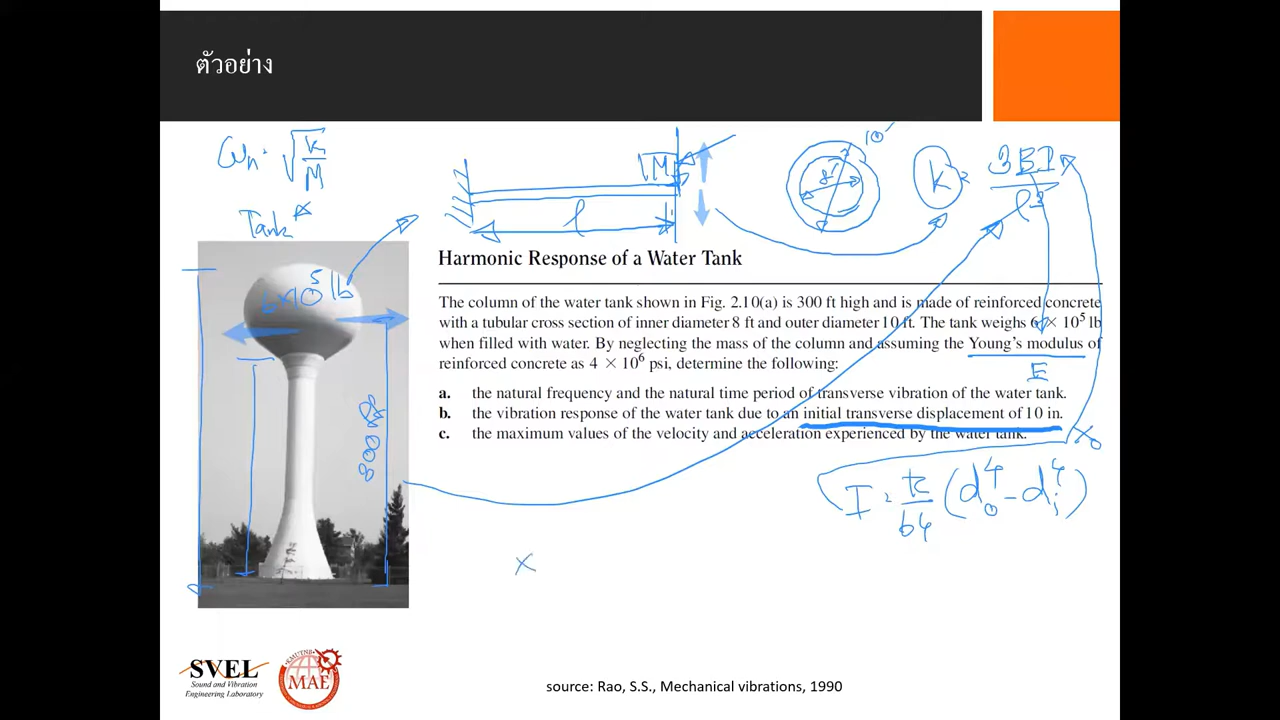 ตัวอย่าง
ωn = √k/M
M
l
8'
10'
k = 3EI/l³
Tank
6×10⁵ lb
Harmonic Response of a Water Tank
The column of the water tank shown in Fig. 2.10(a) is 300 ft high and is made of reinforced concrete
with a tubular cross section of inner diameter 8 ft and outer diameter 10 ft. The tank weighs 6 × 10⁵ lb
when filled with water. By neglecting the mass of the column and assuming the Young's modulus of
reinforced concrete as 4 × 10⁶ psi, determine the following:
E
a. the natural frequency and the natural time period of transverse vibration of the water tank.
b. the vibration response of the water tank due to an initial transverse displacement of 10 in.
c. the maximum values of the velocity and acceleration experienced by the water tank.
x₀
I = π/64 (d₀⁴ - dᵢ⁴)
x
SVEL
Sound and Vibration
Engineering Laboratory
KMUTNB
MAE
source: Rao, S.S., Mechanical vibrations, 1990